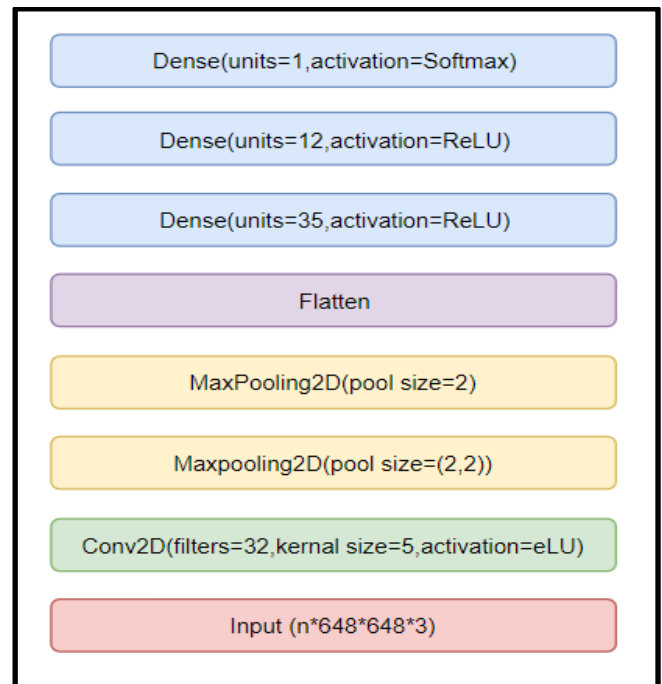 Dense(units=1,activation=Softmax)
Dense(units=12,activation=ReLU)
Dense(units=35,activation=ReLU)
Flatten
MaxPooling2D(pool size=2)
Maxpooling2D(pool size=(2,2))
Conv2D(filters=32,kernal size=5,activation=eLU)
Input (n*648*648*3)